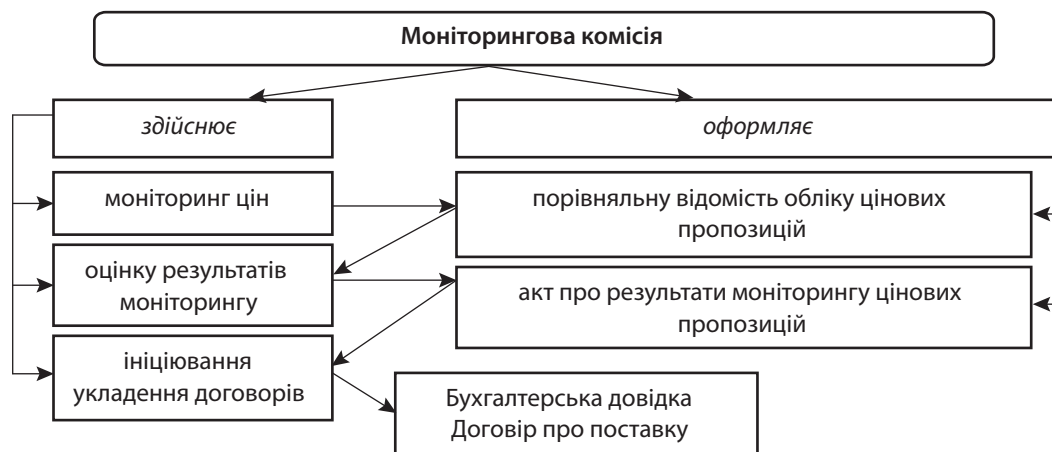 Моніторингова комісія
здійснює
оформляє
моніторинг цін
порівняльну відомість обліку цінових
пропозицій
оцінку результатів
моніторингу
акт про результати моніторингу цінових
пропозицій
ініціювання
укладення договорів
Бухгалтерська довідка
Договір про поставку